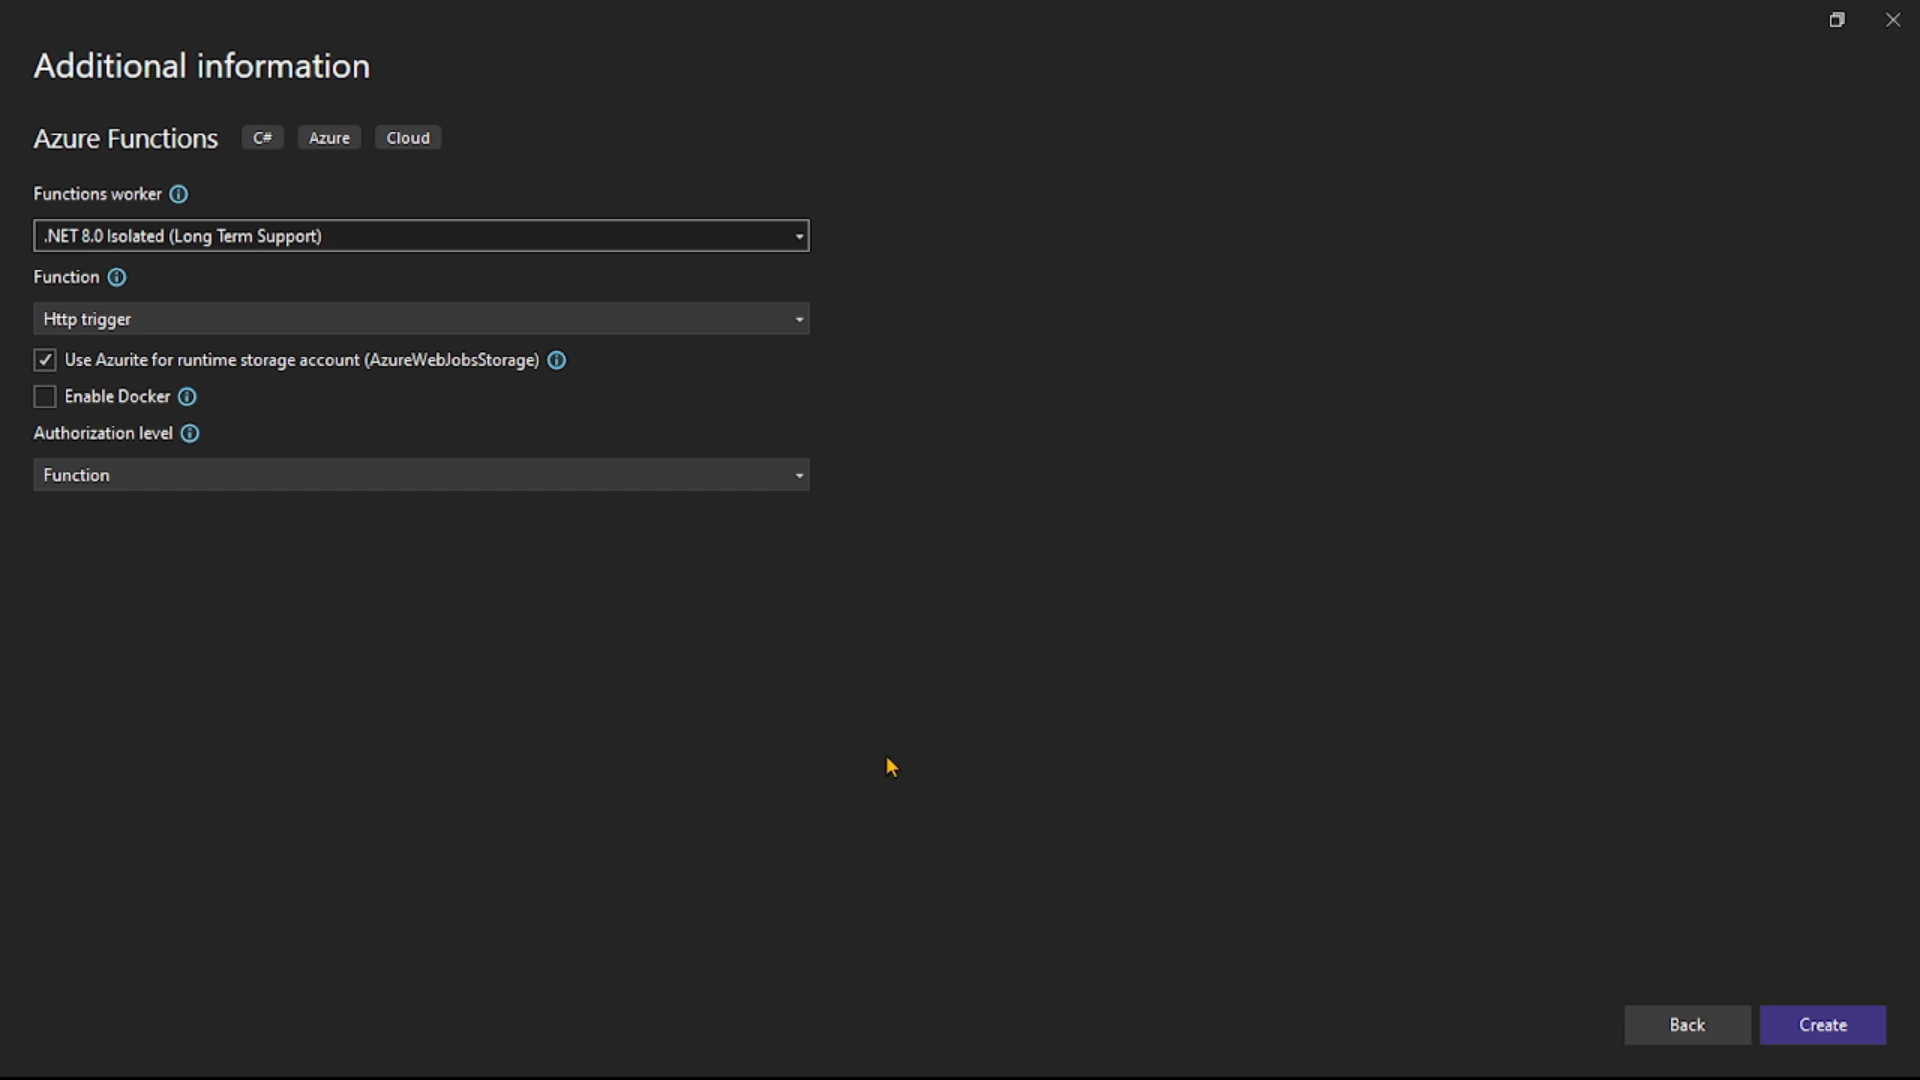 Additional information
Azure Functions C# Azure Cloud
Functions worker
.NET 8.0 Isolated (Long Term Support)
Function
Http trigger
Use Azurite for runtime storage account (AzureWebJobsStorage)
Enable Docker
Authorization level
Function
Back Create